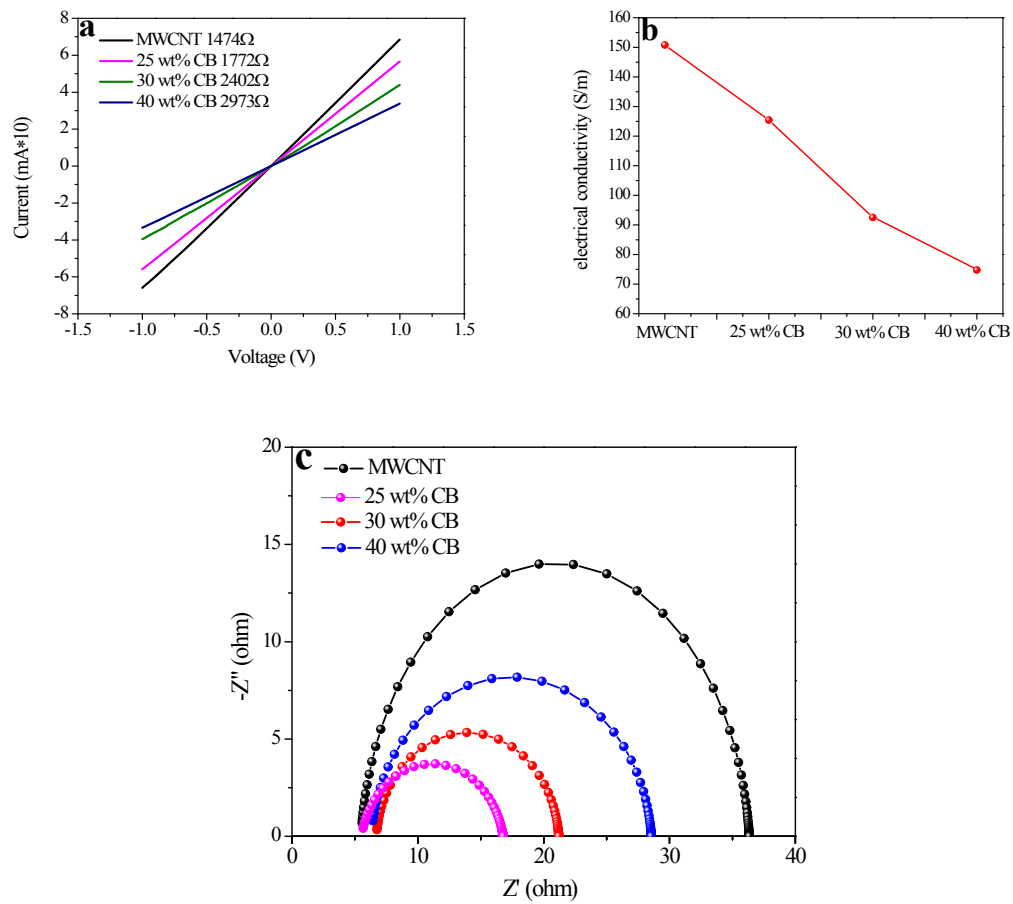 a
MWCNT 1474Ω
25 wt% CB 1772Ω
30 wt% CB 2402Ω
40 wt% CB 2973Ω
8
6
4
2
0
-2
-4
-6
-8
Current (mA*10)
-1.5 -1.0 -0.5 0.0 0.5 1.0 1.5
Voltage (V)
b
160
150
140
130
120
110
100
90
80
70
60
electrical conductivity (S/m)
MWCNT 25 wt% CB 30 wt% CB 40 wt% CB
c
MWCNT
25 wt% CB
30 wt% CB
40 wt% CB
20
15
10
5
0
-Z'' (ohm)
0 10 20 30 40
Z' (ohm)